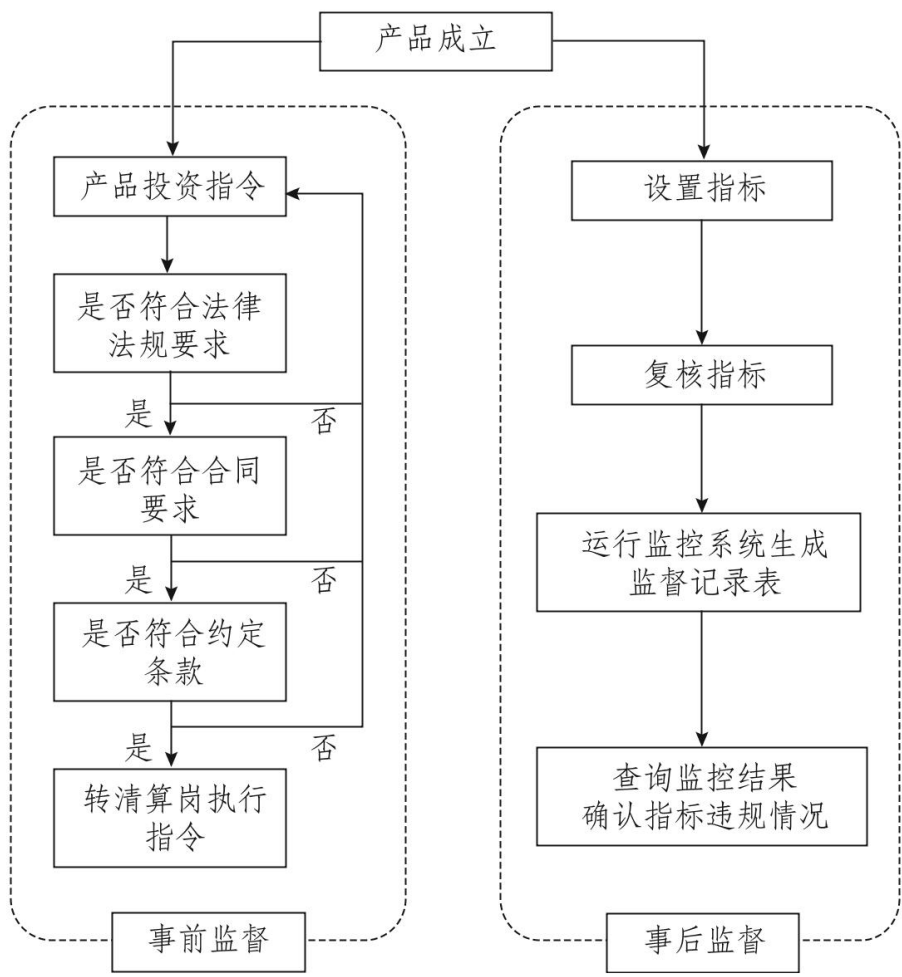 产品成立
产品投资指令
是否符合法律
法规要求
是
否
是否符合合同
要求
是
否
是否符合约定
条款
是
否
转清算岗执行
指令
事前监督
设置指标
复核指标
运行监控系统生成
监督记录表
查询监控结果
确认指标违规情况
事后监督